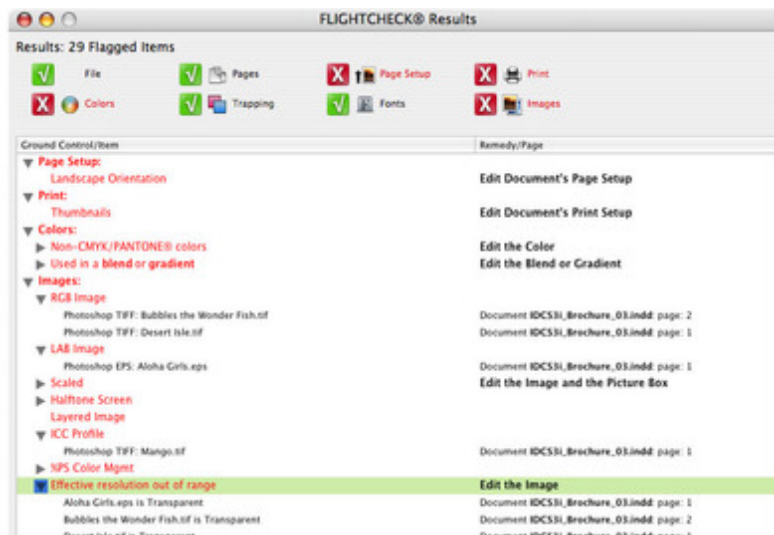 FLIGHTCHECK® Results
Results: 29 Flagged Items
File Pages Page Setup Print
Colors Trapping Fonts Images
Ground Control/Item Remedy/Page
Page Setup:
Landscape Orientation Edit Document's Page Setup
Print:
Thumbnails Edit Document's Print Setup
Colors:
Non-CMYK/PANTONE® colors Edit the Color
Used in a blend or gradient Edit the Blend or Gradient
Images:
RGB Image
Photoshop TIFF: Bubbles the Wonder Fish.tif Document IDCS3i_Brochure_03.indd: page: 2
Photoshop TIFF: Desert Isle.tif Document IDCS3i_Brochure_03.indd: page: 1
LAB Image
Photoshop EPS: Aloha Girls.eps Document IDCS3i_Brochure_03.indd: page: 1
Scaled Edit the Image and the Picture Box
Halftone Screen
Layered Image
ICC Profile
Photoshop TIFF: Mango.tif Document IDCS3i_Brochure_03.indd: page: 1
Color Mgmt
Effective resolution out of range Edit the Image
Aloha Girls.eps is Transparent Document IDCS3i_Brochure_03.indd: page: 1
Bubbles the Wonder Fish.tif is Transparent Document IDCS3i_Brochure_03.indd: page: 2